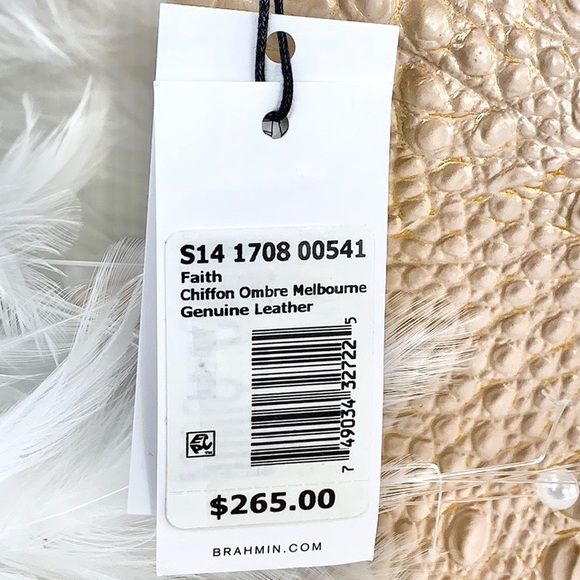 S14 1708 00541
Faith
Chiffon Ombre Melbourne
Genuine Leather
7 49034 32722 5
$265.00
BRAHMIN.COM